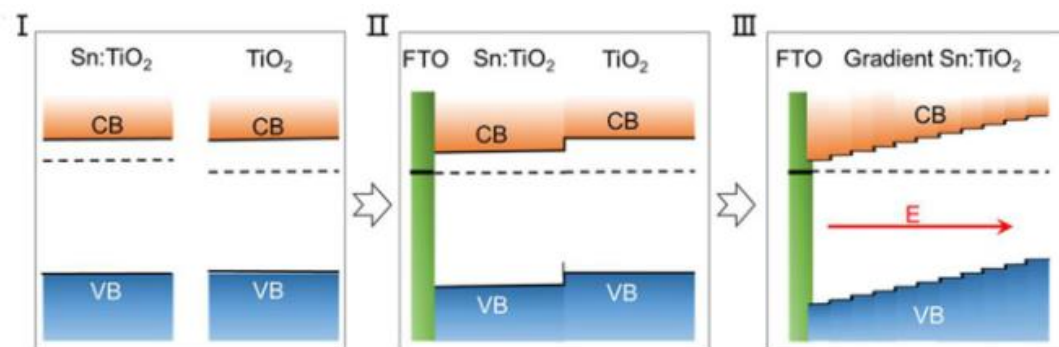 I
Sn:TiO₂
TiO₂
CB
CB
VB
VB
II
FTO
Sn:TiO₂
TiO₂
CB
CB
VB
VB
III
FTO
Gradient Sn:TiO₂
CB
E
VB